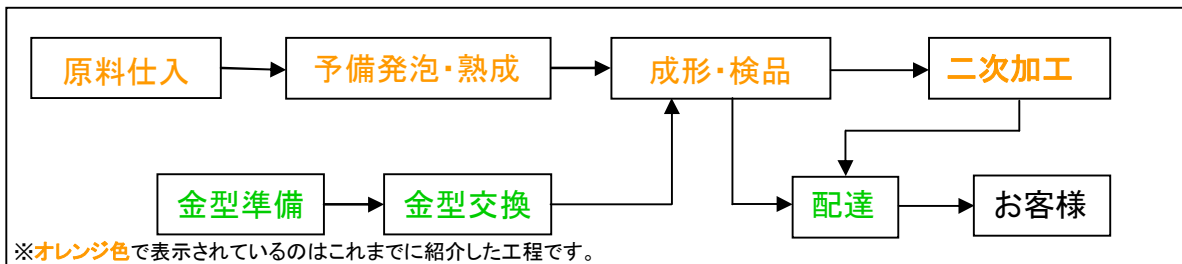 原料仕入
予備発泡・熟成
成形・検品
二次加工
金型準備
金型交換
配達
お客様
※オレンジ色で表示されているのはこれまでに紹介した工程です。